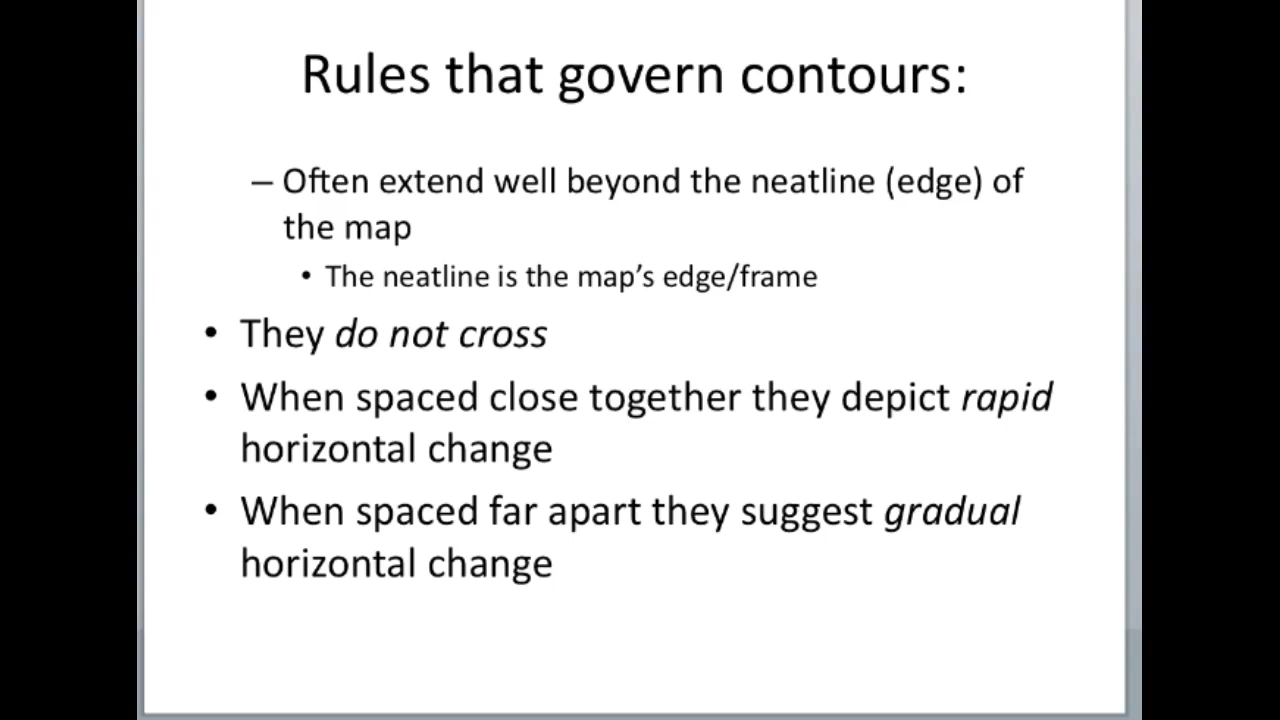 Rules that govern contours:
– Often extend well beyond the neatline (edge) of
the map
• The neatline is the map’s edge/frame
• They do not cross
• When spaced close together they depict rapid
horizontal change
• When spaced far apart they suggest gradual
horizontal change